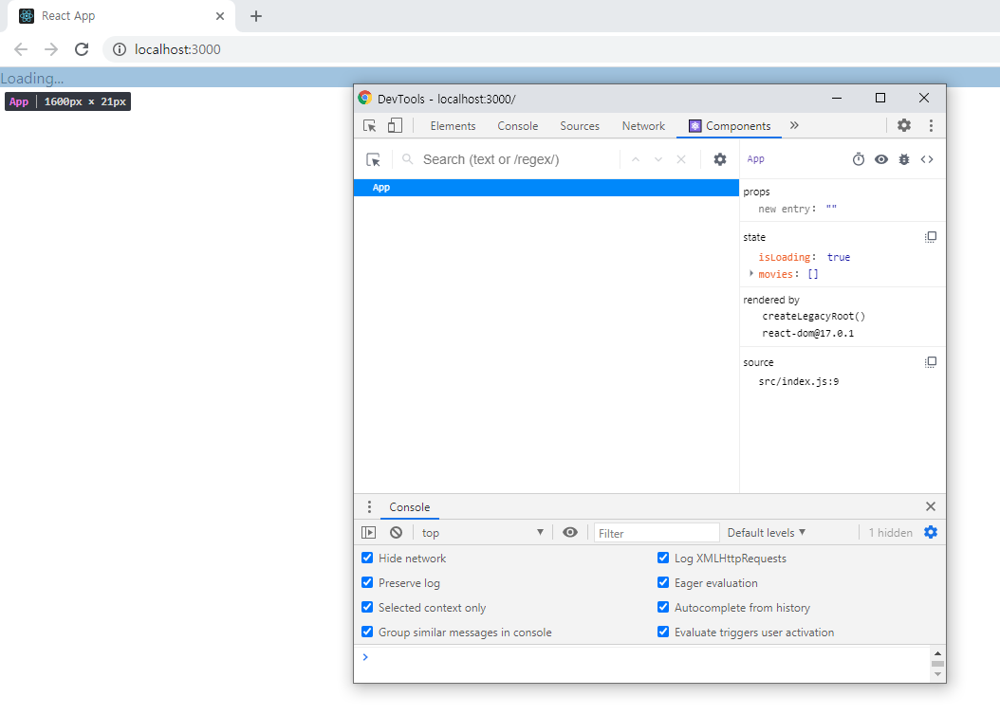 React App
localhost:3000
Loading...
App | 1600px × 21px
DevTools - localhost:3000/
Elements Console Sources Network Components »
Search (text or /regex/)
App
App
props
new entry: ""
state
isLoading: true
movies: []
rendered by
createLegacyRoot()
react-dom@17.0.1
source
src/index.js:9
Console
top
Filter
Default levels
1 hidden
Hide network
Log XMLHttpRequests
Preserve log
Eager evaluation
Selected context only
Autocomplete from history
Group similar messages in console
Evaluate triggers user activation